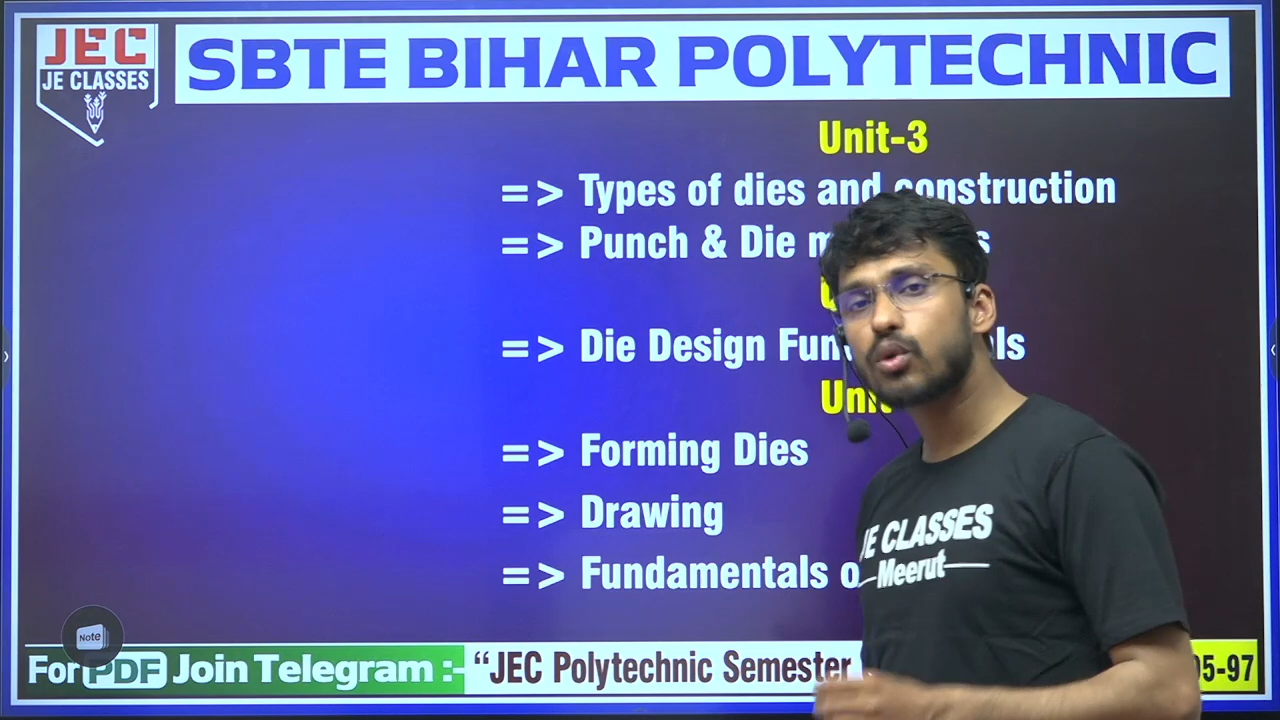 JEC
JE CLASSES
SBTE BIHAR POLYTECHNIC
Unit-3
=> Types of dies and construction
=> Punch & Die
=> Die Design
=> Forming Dies
=> Drawing
=> Fundamentals
JE CLASSES
Meerut
Note
For PDF Join Telegram :- “JEC Polytechnic Semester 05-97